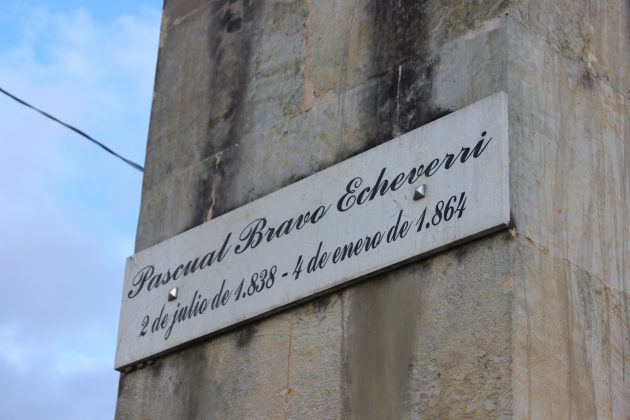 Pascual Bravo Echeverri
2 de julio de 1.838 - 4 de enero de 1.864